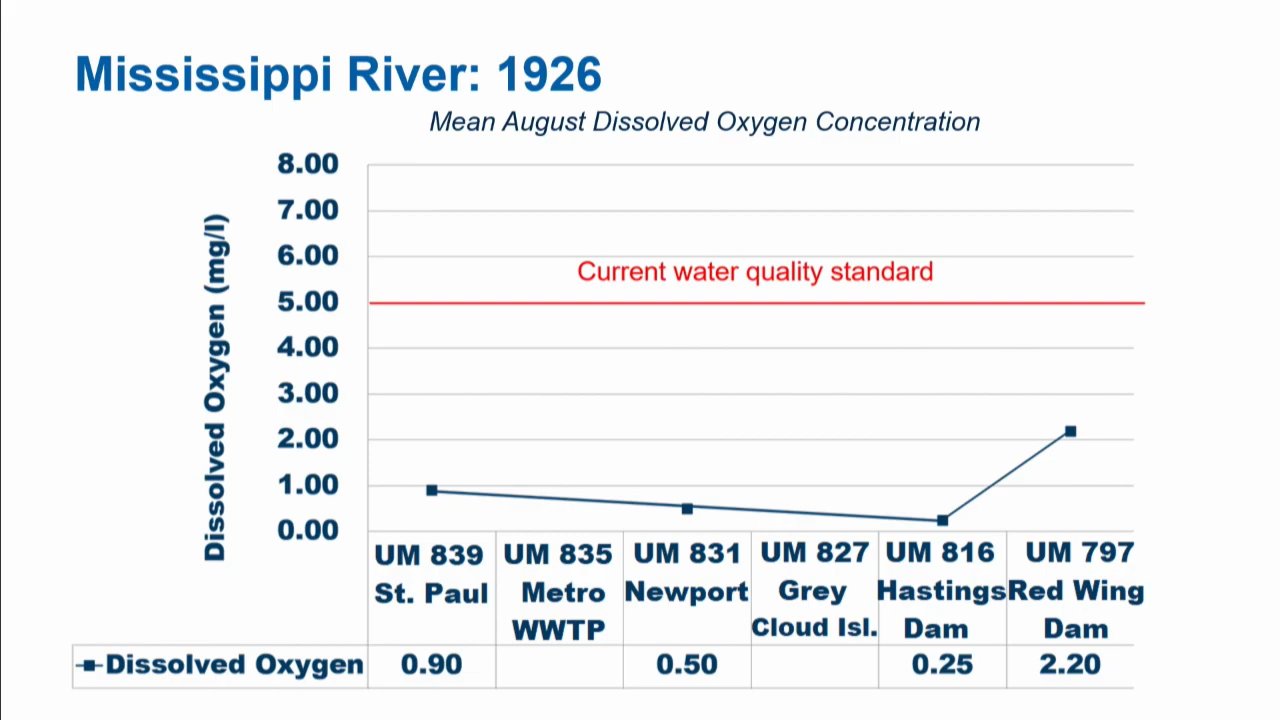 Mississippi River: 1926
Mean August Dissolved Oxygen Concentration
Dissolved Oxygen (mg/l)
8.00
7.00
6.00
5.00
4.00
3.00
2.00
1.00
0.00
Current water quality standard
UM 839 UM 835 UM 831 UM 827 UM 816 UM 797
St. Paul Metro Newport Grey Hastings Red Wing
WWTP Cloud Isl. Dam Dam
Dissolved Oxygen 0.90 0.50 0.25 2.20